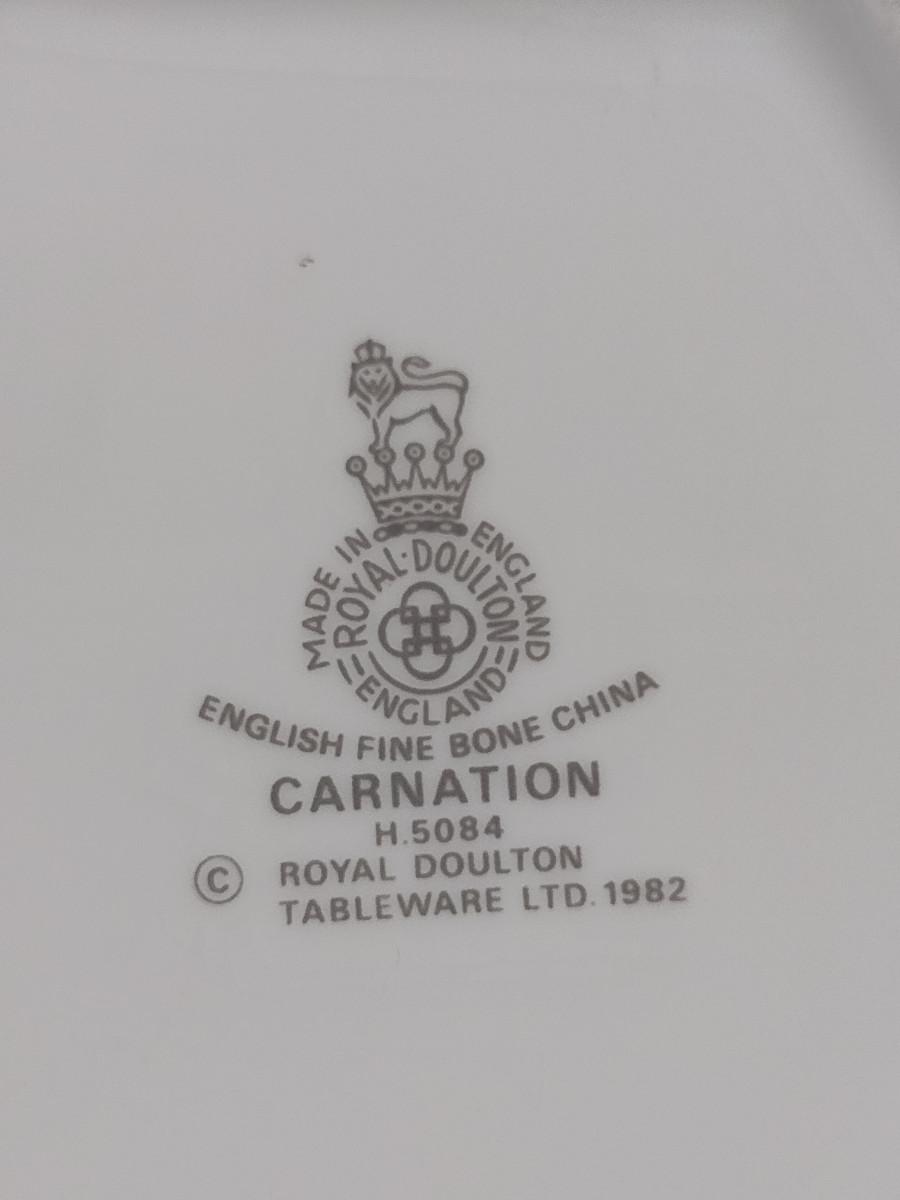 MADE IN ENGLAND
ROYAL·DOULTON
ENGLAND
ENGLISH FINE BONE CHINA
CARNATION
H.5084
© ROYAL DOULTON
TABLEWARE LTD. 1982